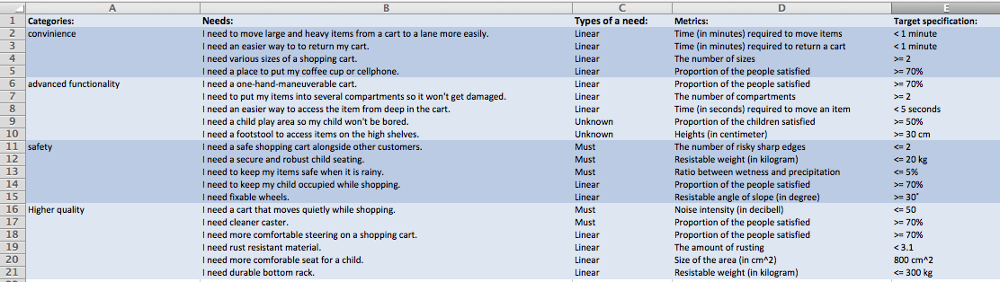 A B C D E
1 Categories: Needs: Types of a need: Metrics: Target specification:
2 convinience I need to move large and heavy items from a cart to a lane more easily. Linear Time (in minutes) required to move items < 1 minute
3 I need an easier way to to return my cart. Linear Time (in minutes) required to return a cart < 1 minute
4 I need various sizes of a shopping cart. Linear The number of sizes >= 2
5 I need a place to put my coffee cup or cellphone. Linear Proportion of the people satisfied >= 70%
6 advanced functionality I need a one-hand-maneuverable cart. Linear Proportion of the people satisfied >= 70%
7 I need to put my items into several compartments so it won't get damaged. Linear The number of compartments >= 2
8 I need an easier way to access the item from deep in the cart. Linear Time (in seconds) required to move an item < 5 seconds
9 I need a child play area so my child won't be bored. Unknown Proportion of the children satisfied >= 50%
10 I need a footstool to access items on the high shelves. Unknown Heights (in centimeter) >= 30 cm
11 safety I need a safe shopping cart alongside other customers. Must The number of risky sharp edges <= 2
12 I need a secure and robust child seating. Must Resistable weight (in kilogram) <= 20 kg
13 I need to keep my items safe when it is rainy. Must Ratio between wetness and precipitation <= 5%
14 I need to keep my child occupied while shopping. Linear Proportion of the people satisfied >= 70%
15 I need fixable wheels. Linear Resistable angle of slope (in degree) >= 30˚
16 Higher quality I need a cart that moves quietly while shopping. Must Noise intensity (in decibell) <= 50
17 I need cleaner caster. Must Proportion of the people satisfied >= 70%
18 I need more comfortable steering on a shopping cart. Linear Proportion of the people satisfied >= 70%
19 I need rust resistant material. Linear The amount of rusting < 3.1
20 I need more comforable seat for a child. Linear Size of the area (in cm^2) 800 cm^2
21 I need durable bottom rack. Linear Resistable weight (in kilogram) <= 300 kg